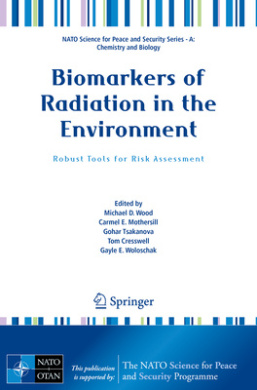 NATO Science for Peace and Security Series - A:
Chemistry and Biology
Biomarkers of
Radiation in the
Environment
Robust Tools for Risk Assessment
Edited by
Michael D. Wood
Carmel E. Mothersill
Gohar Tsakanova
Tom Cresswell
Gayle E. Woloschak
Springer
NATO
OTAN
This publication
is supported by:
The NATO Science for Peace
and Security Programme